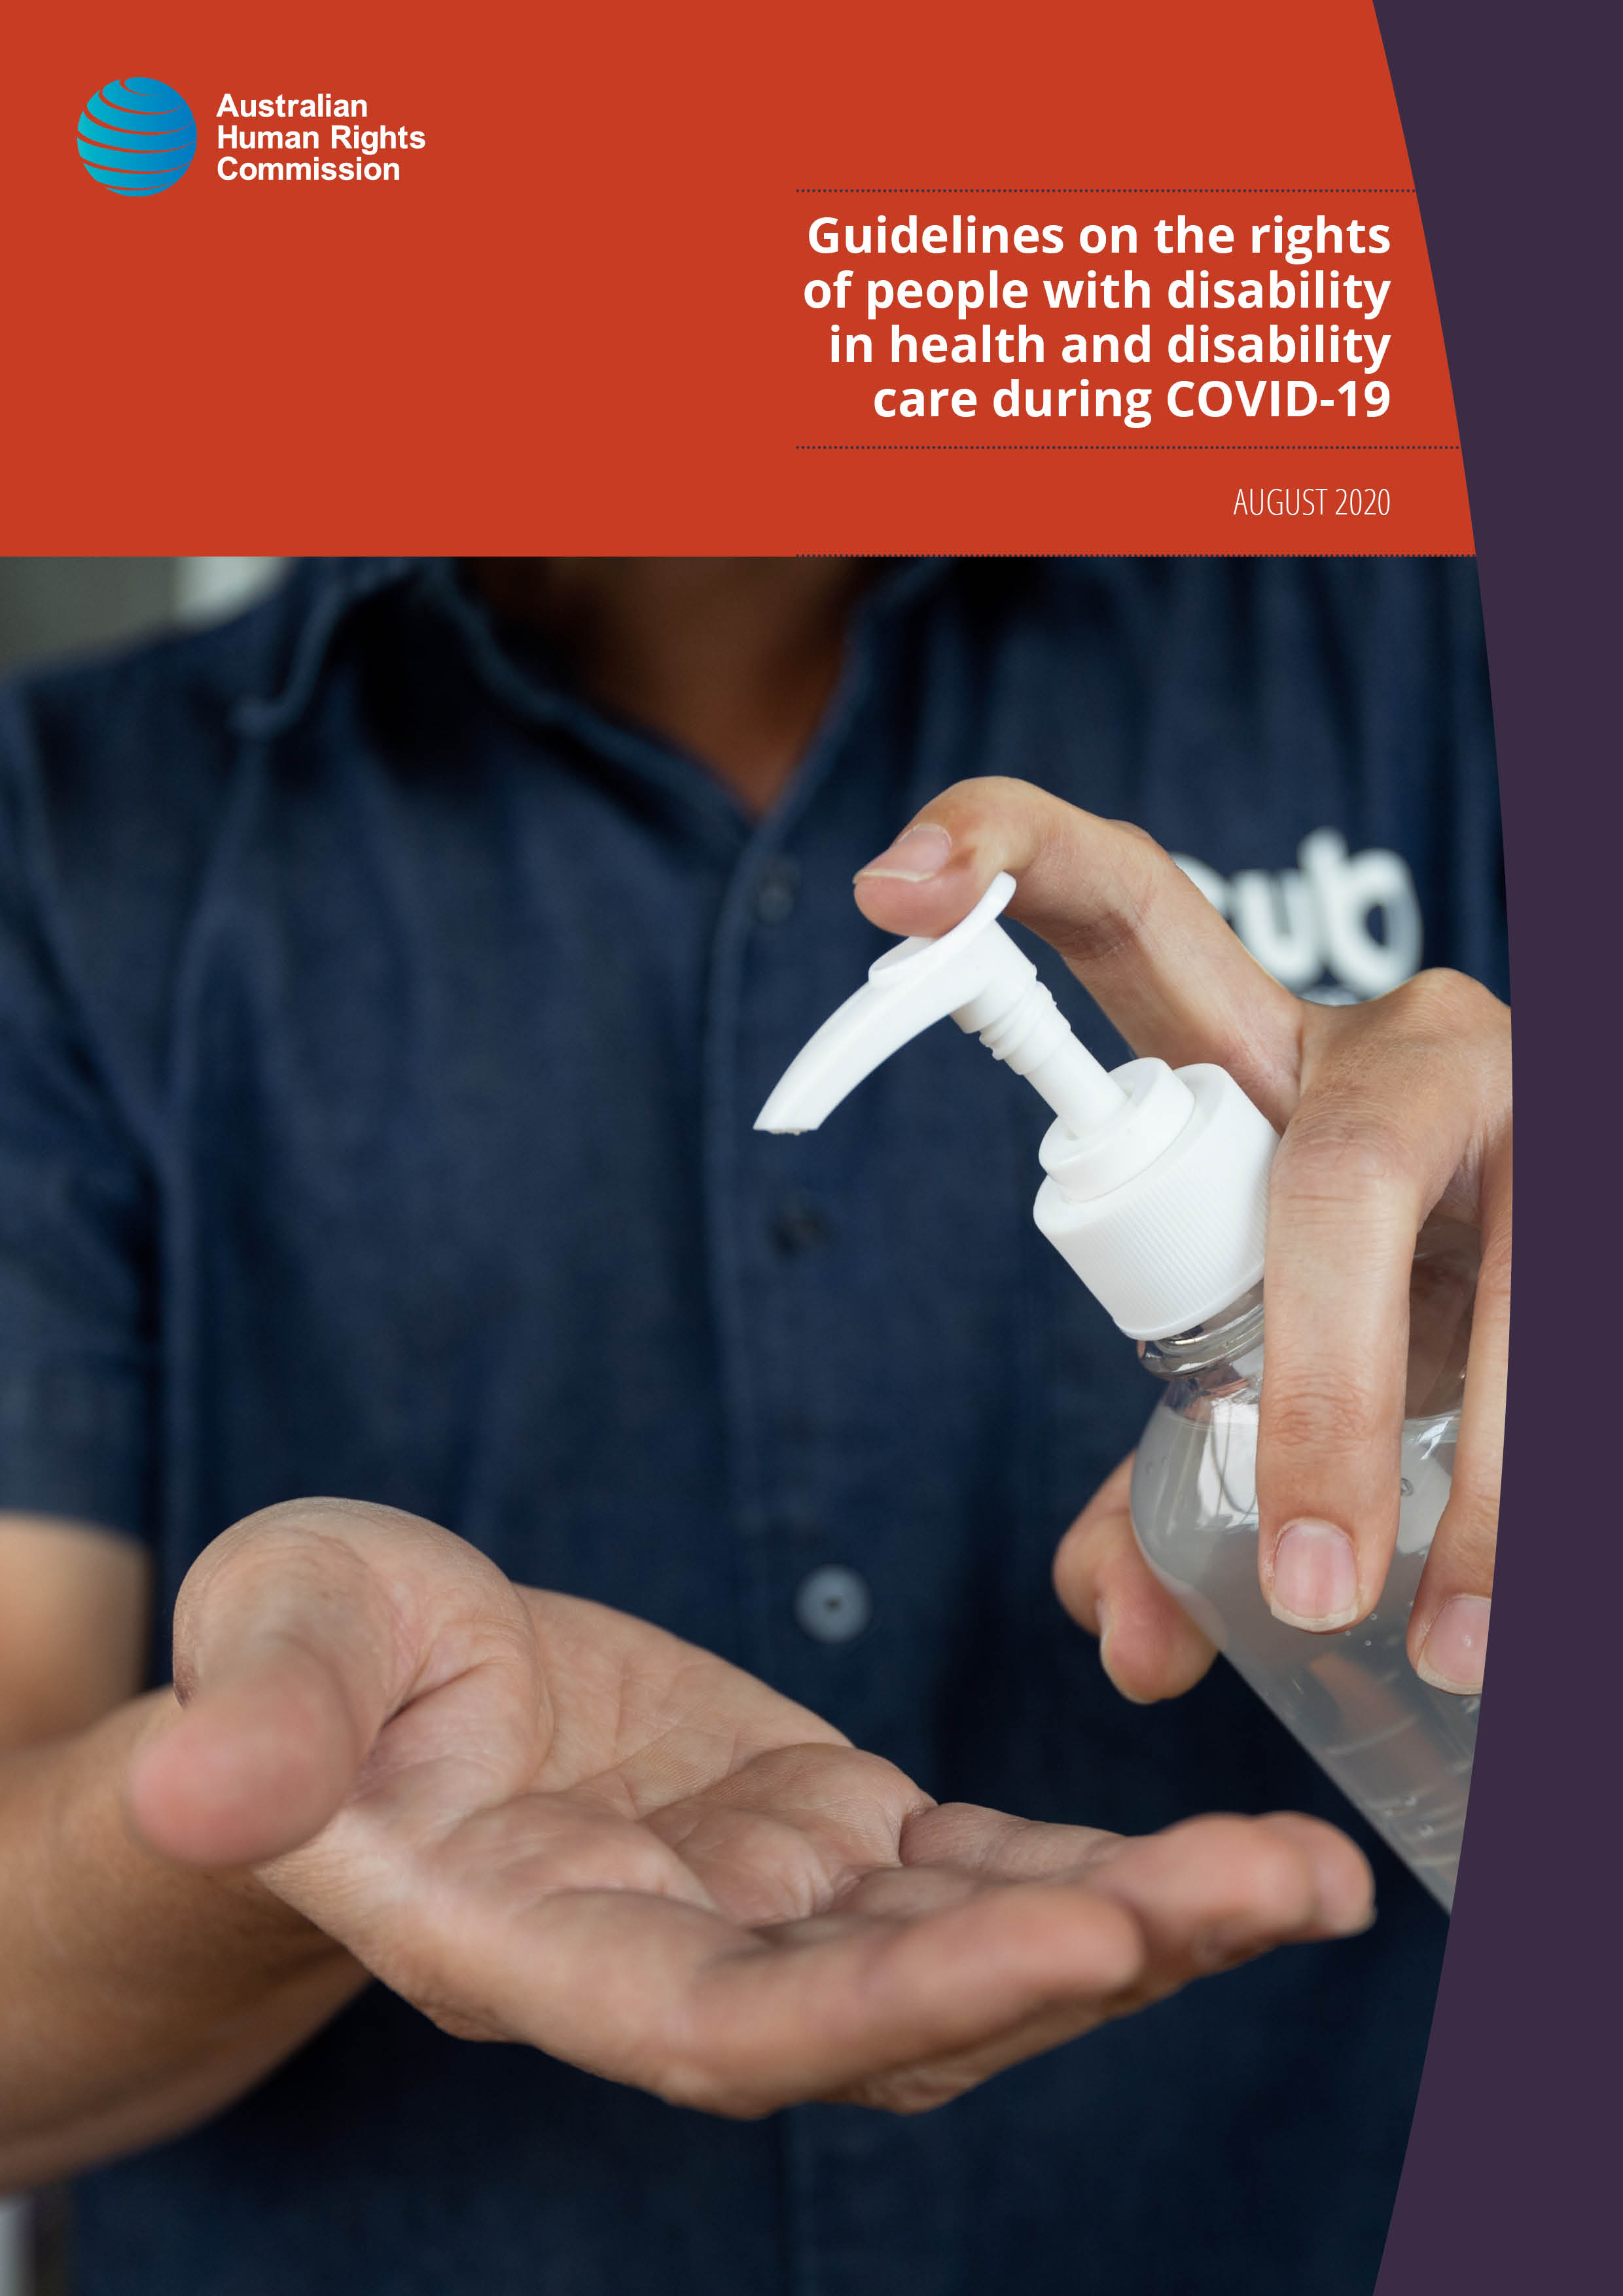 Australian
Human Rights
Commission
Guidelines on the rights
of people with disability
in health and disability
care during COVID-19
AUGUST 2020